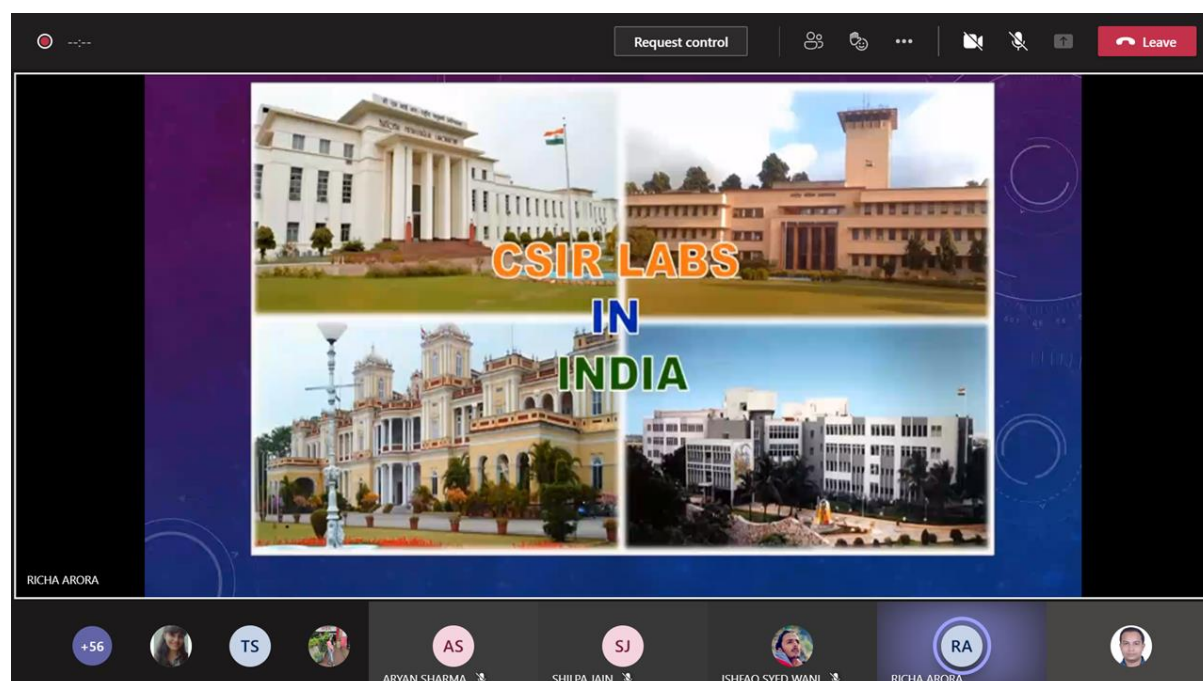 --:--
Request control
Leave
CSIR LABS
IN
INDIA
RICHA ARORA
+56
TS
AS
SJ
RA
ARYAN SHARMA
SHILPA JAIN
ISHFAQ SYED WANI
RICHA ARORA